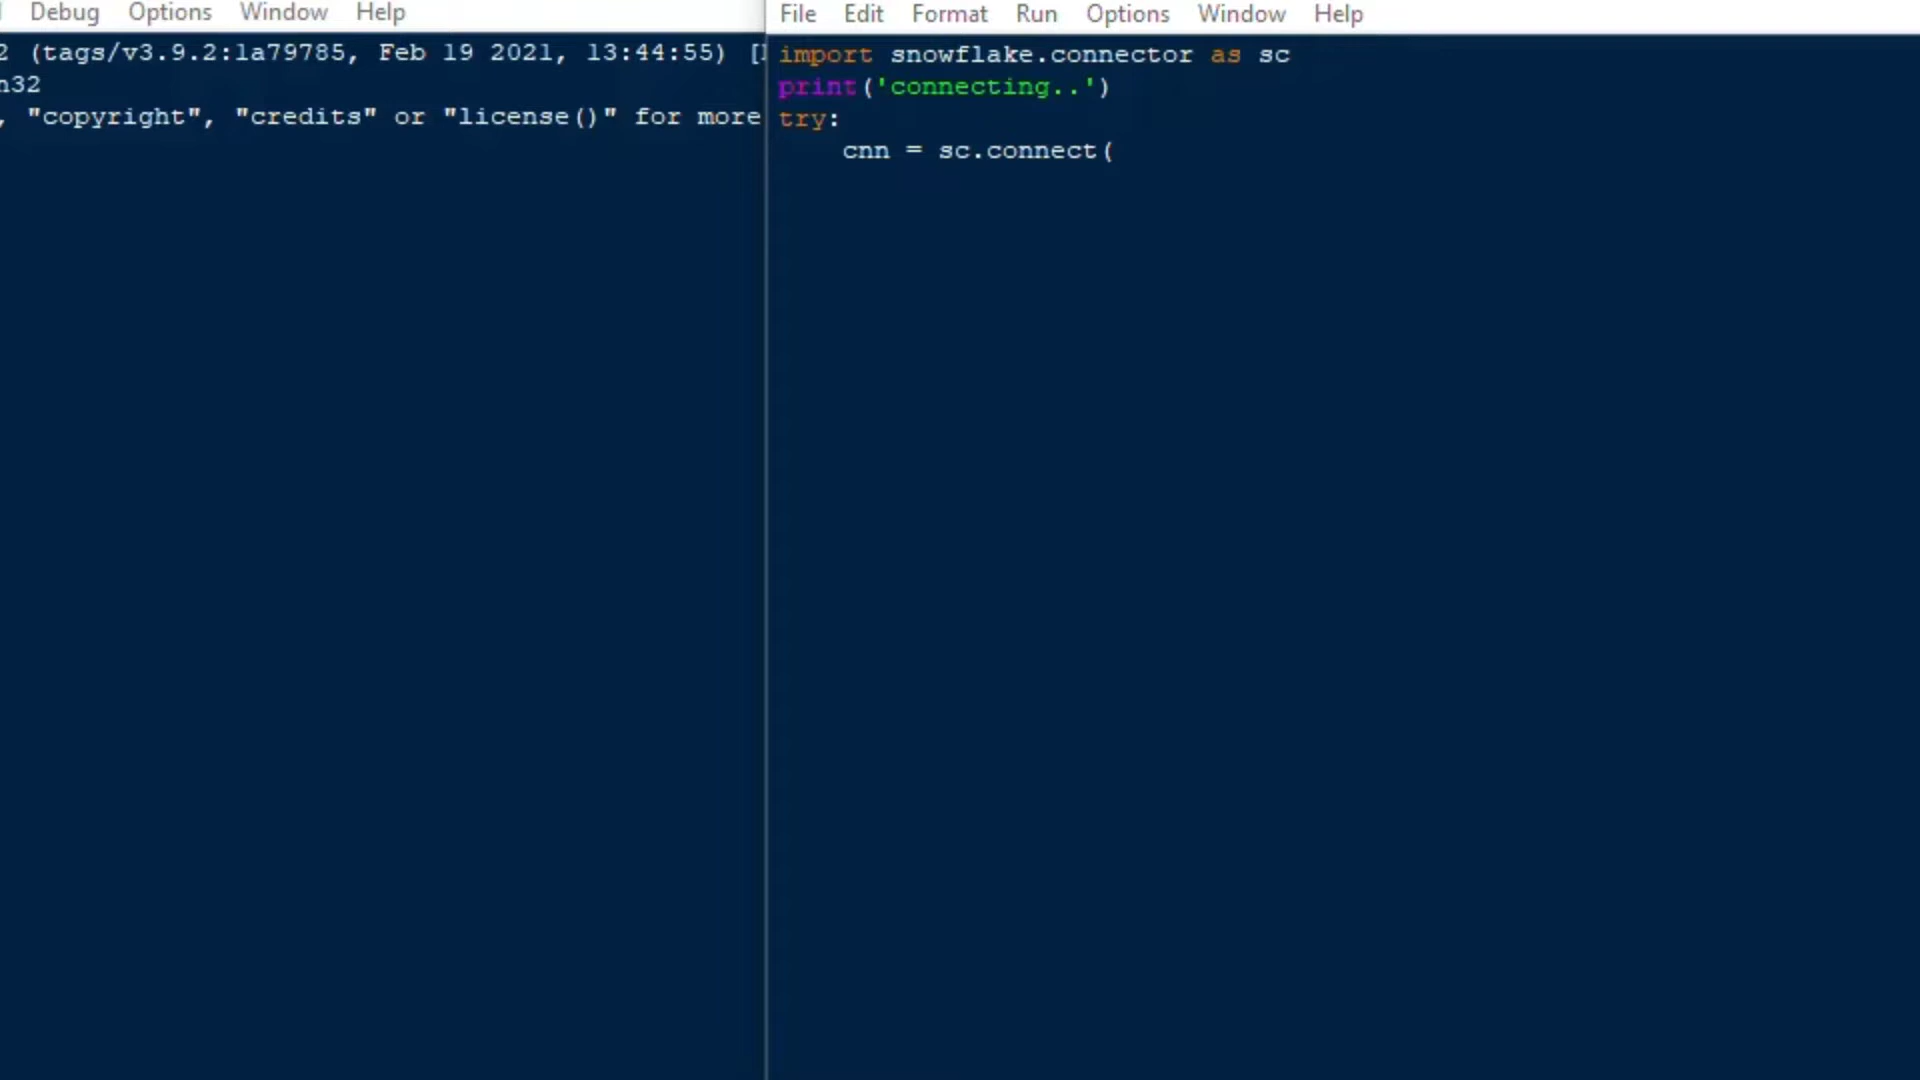 Debug Options Window Help
2 (tags/v3.9.2:1a79785, Feb 19 2021, 13:44:55) [
n32
, "copyright", "credits" or "license()" for more
File Edit Format Run Options Window Help
import snowflake.connector as sc
print('connecting..')
try:
    cnn = sc.connect(